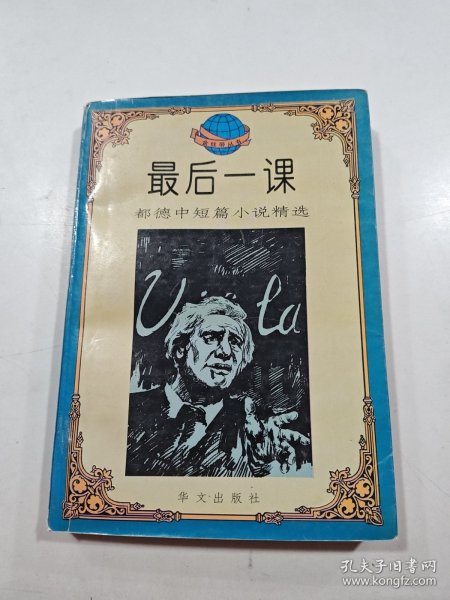 最后一课
都德中短篇小说精选
Vi la
华文出版社
孔夫子旧书网
www.kongfz.com